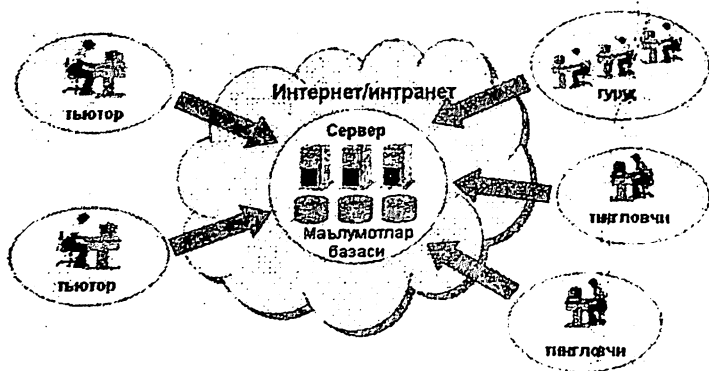 тьютор
Интернет/интранет
гуруҳ
Сервер
Маълумотлар
базаси
тингловчи
тьютор
тингловчи